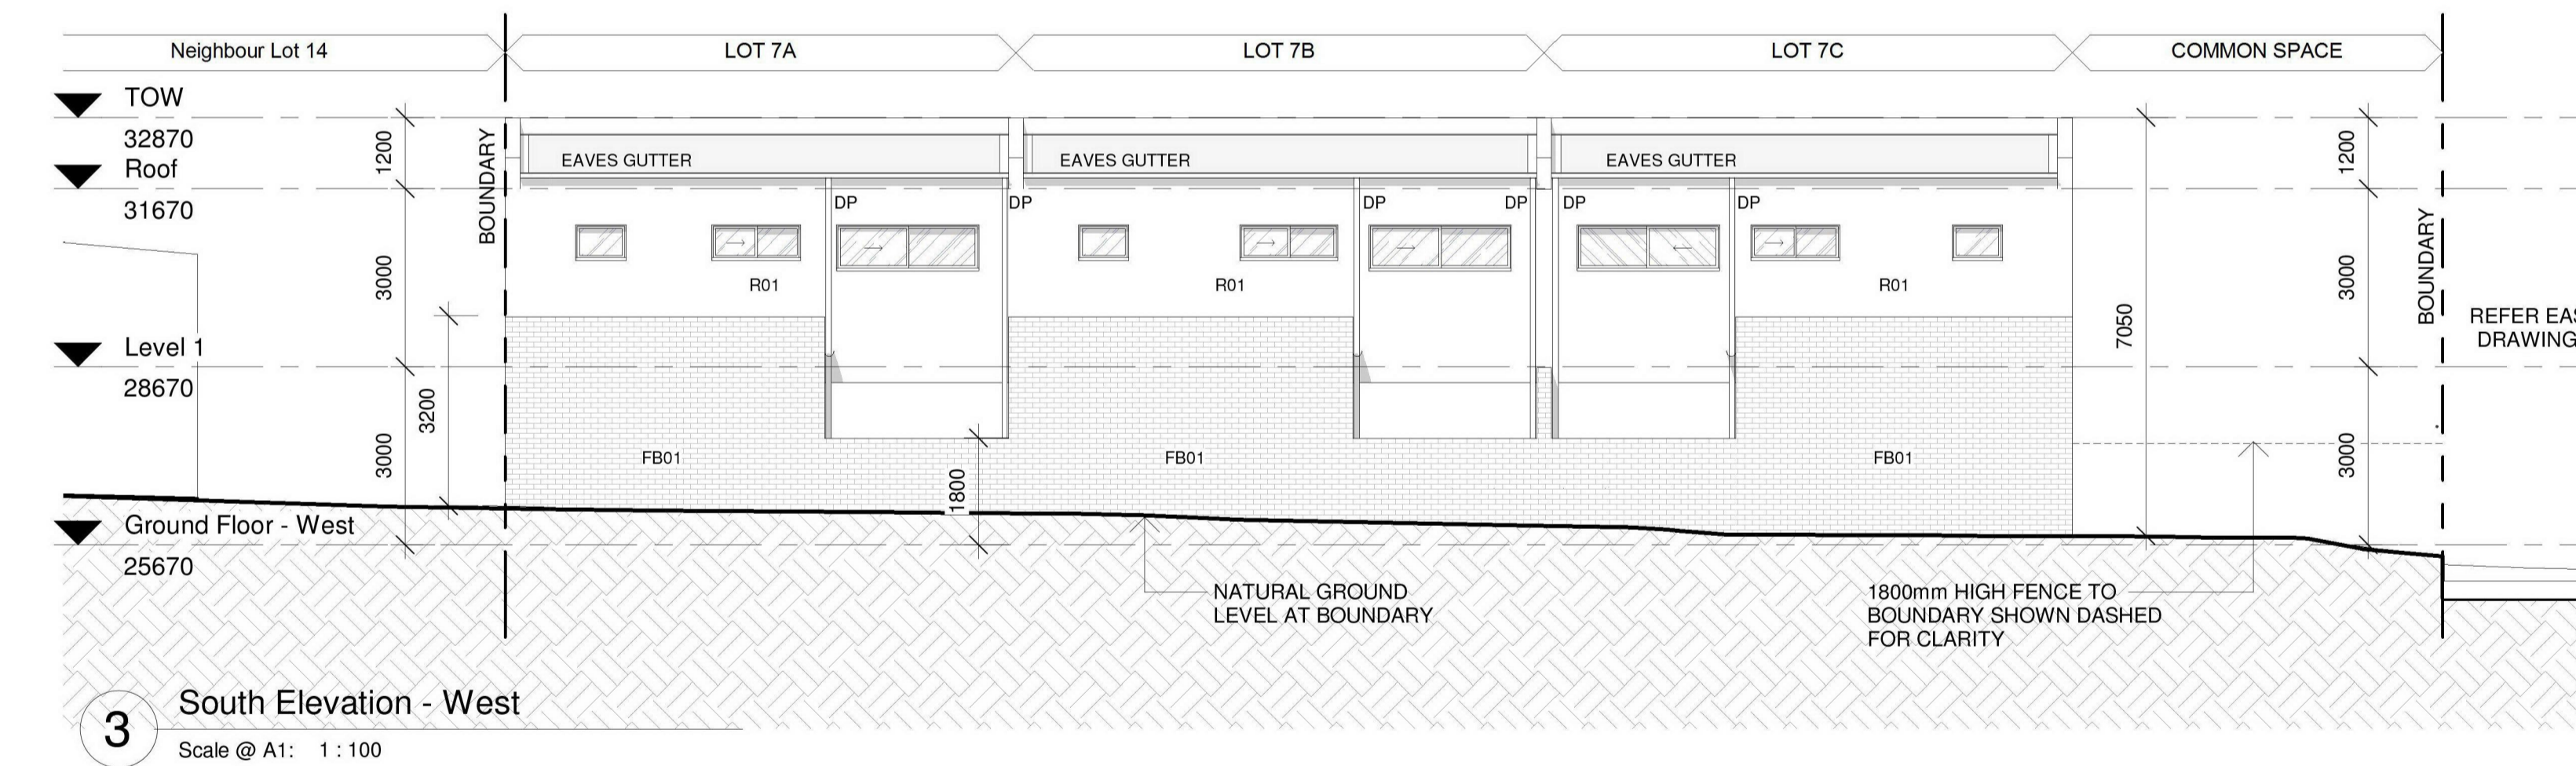 Neighbour Lot 14
LOT 7A
LOT 7B
LOT 7C
COMMON SPACE
TOW
32870
Roof
31670
Level 1
28670
Ground Floor - West
25670
1200
3000
3000
3200
BOUNDARY
EAVES GUTTER
EAVES GUTTER
EAVES GUTTER
DP
DP
DP
DP
DP
DP
R01
R01
R01
FB01
FB01
FB01
1800
7050
1200
3000
3000
BOUNDARY
REFER EAS
DRAWING
NATURAL GROUND
LEVEL AT BOUNDARY
1800mm HIGH FENCE TO
BOUNDARY SHOWN DASHED
FOR CLARITY
3
South Elevation - West
Scale @ A1: 1 : 100